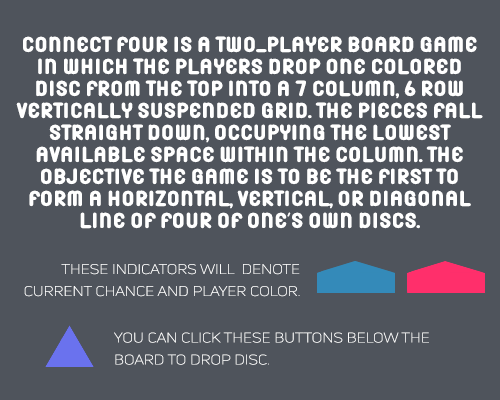 CONNECT FOUR IS A TWO_PLAYER BOARD GAME
IN WHICH THE PLAYERS DROP ONE COLORED
DISC FROM THE TOP INTO A 7 COLUMN, 6 ROW
VERTICALLY SUSPENDED GRID. THE PIECES FALL
STRAIGHT DOWN, OCCUPYING THE LOWEST
AVAILABLE SPACE WITHIN THE COLUMN. THE
OBJECTIVE THE GAME IS TO BE THE FIRST TO
FORM A HORIZONTAL, VERTICAL, OR DIAGONAL
LINE OF FOUR OF ONE'S OWN DISCS.
THESE INDICATORS WILL DENOTE
CURRENT CHANCE AND PLAYER COLOR.
YOU CAN CLICK THESE BUTTONS BELOW THE
BOARD TO DROP DISC.